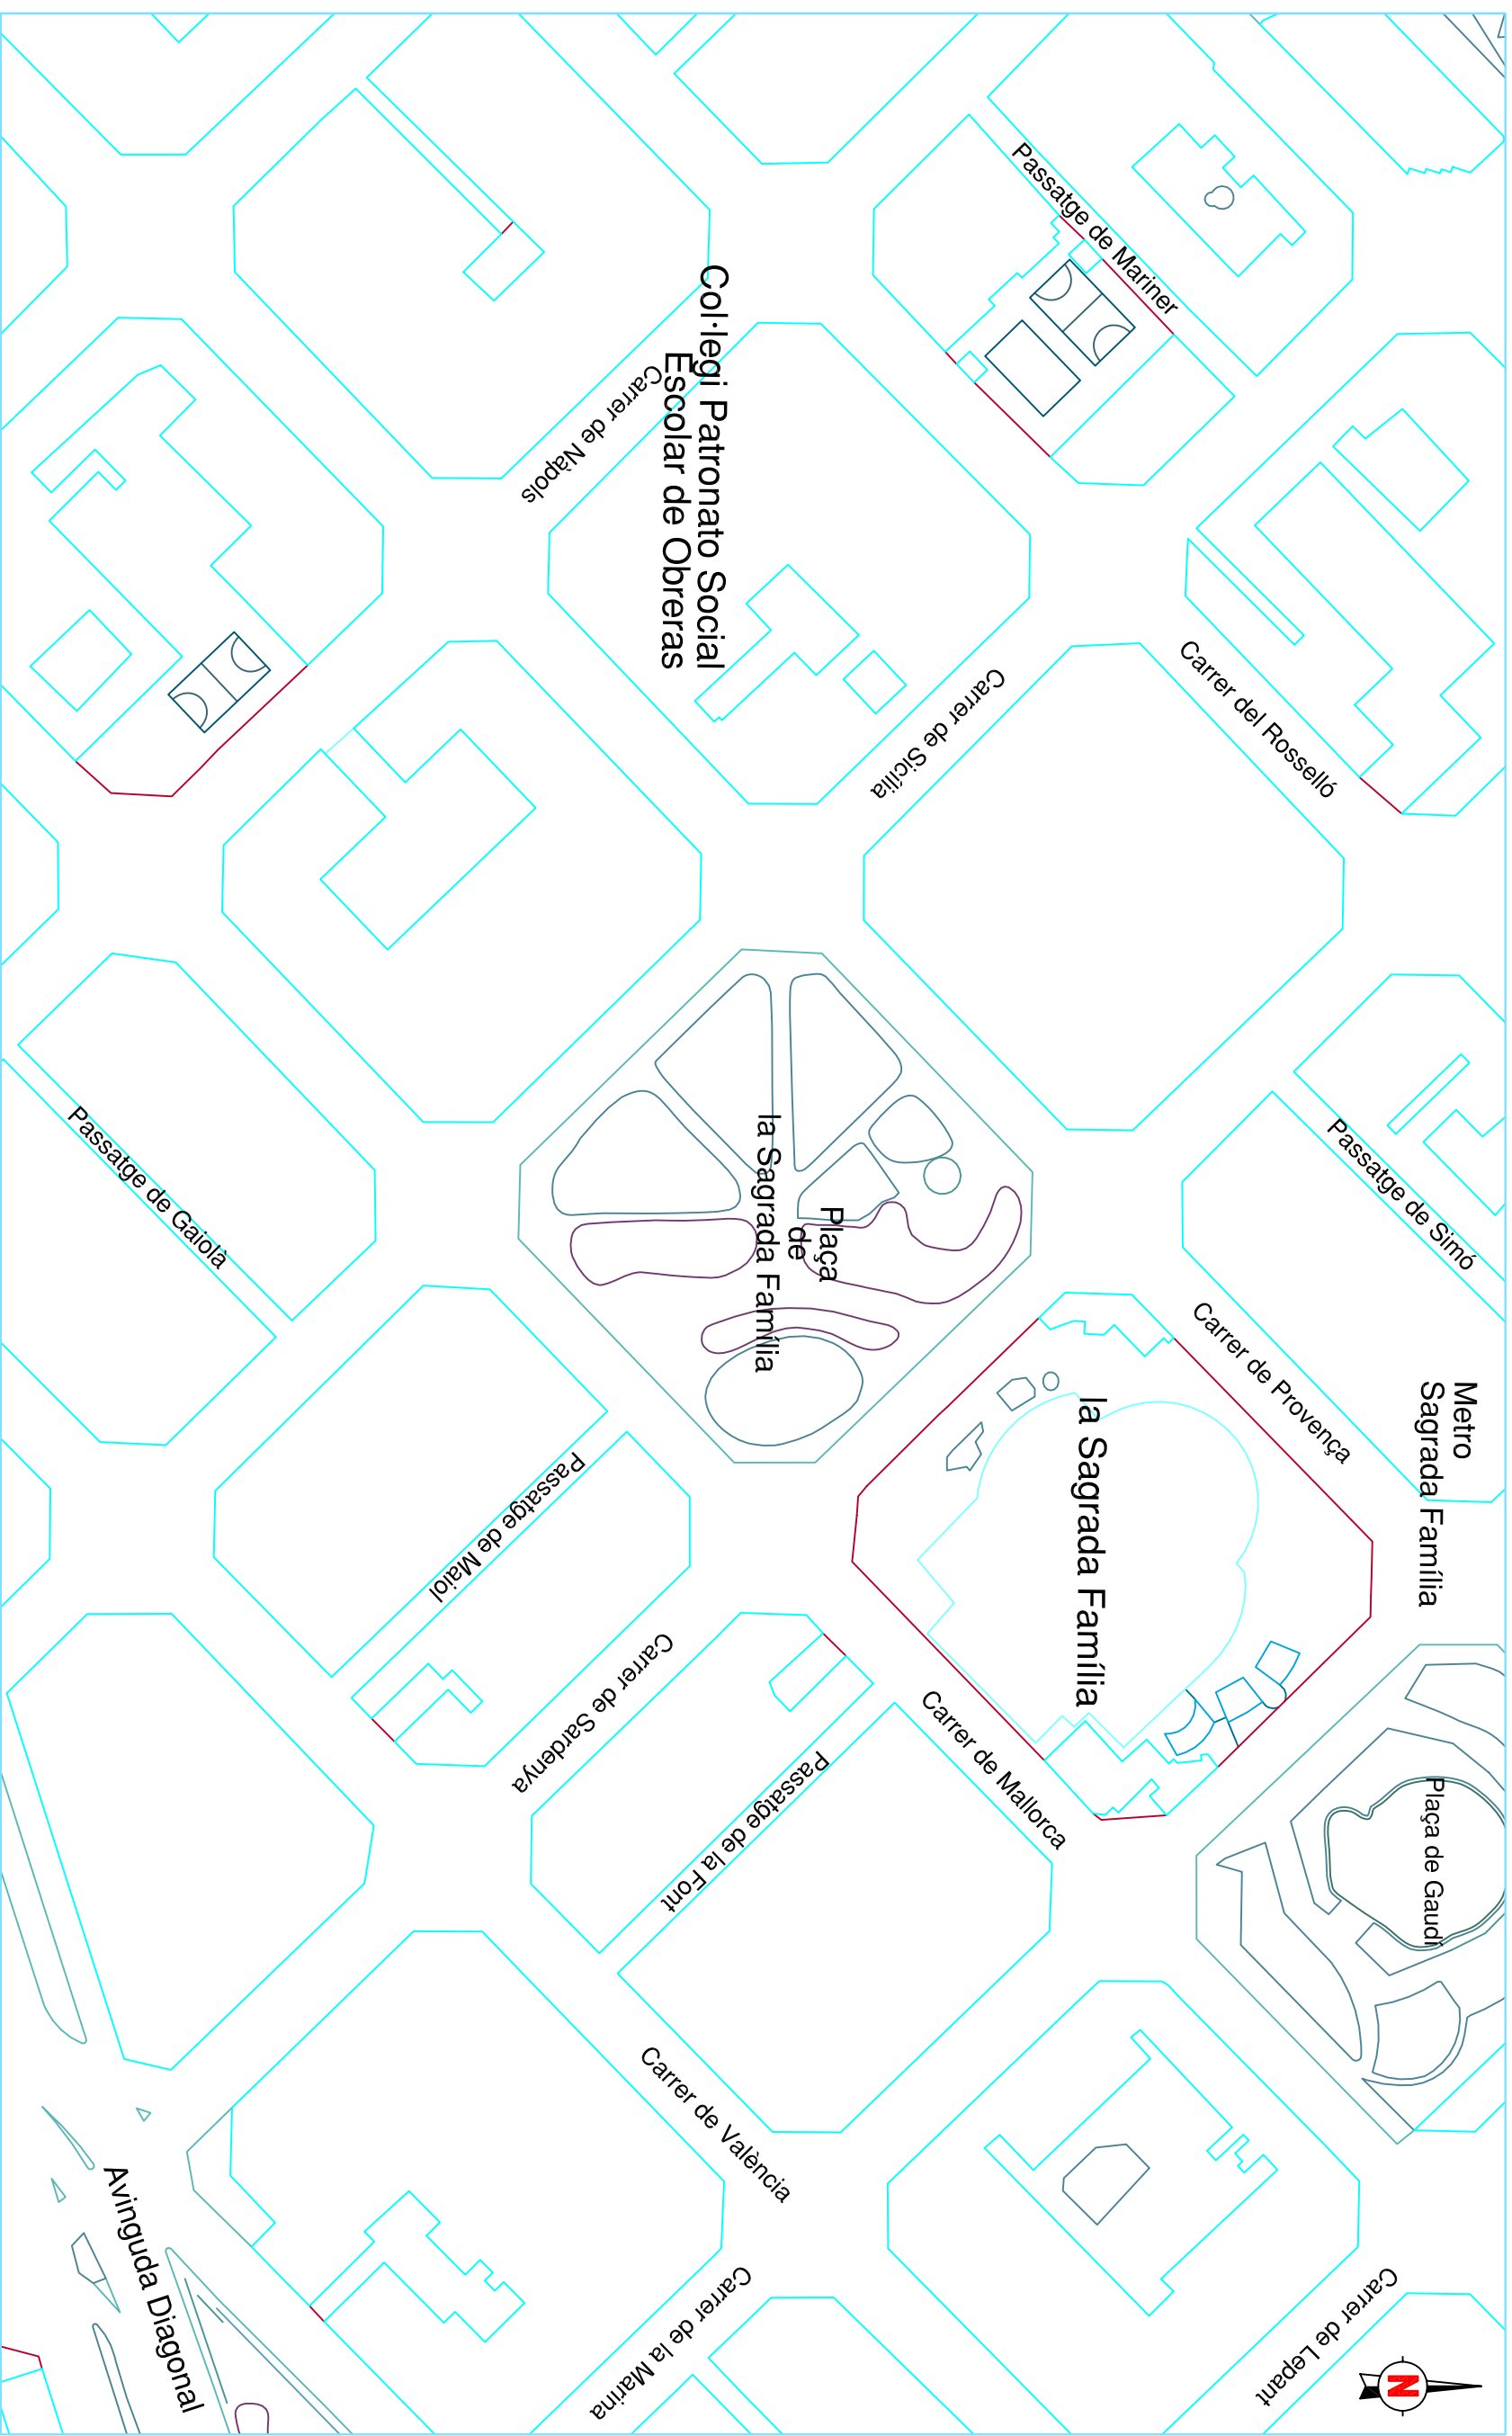 Passatge de Mariner
Carrer del Rosselló
Passatge de Simó
Carrer de Provença
Metro
Sagrada Família
Plaça de Gaudí
Carrer de Lepant
N
Col·legi Patronato Social
Escolar de Obreras
Carrer de Nàpols
Carrer de Sicília
Plaça
de
la Sagrada Família
la Sagrada Família
Carrer de Mallorca
Passatge de Gaiolà
Passatge de Maiol
Carrer de Sardenya
Passatge de la Font
Carrer de València
Carrer de la Marina
Avinguda Diagonal